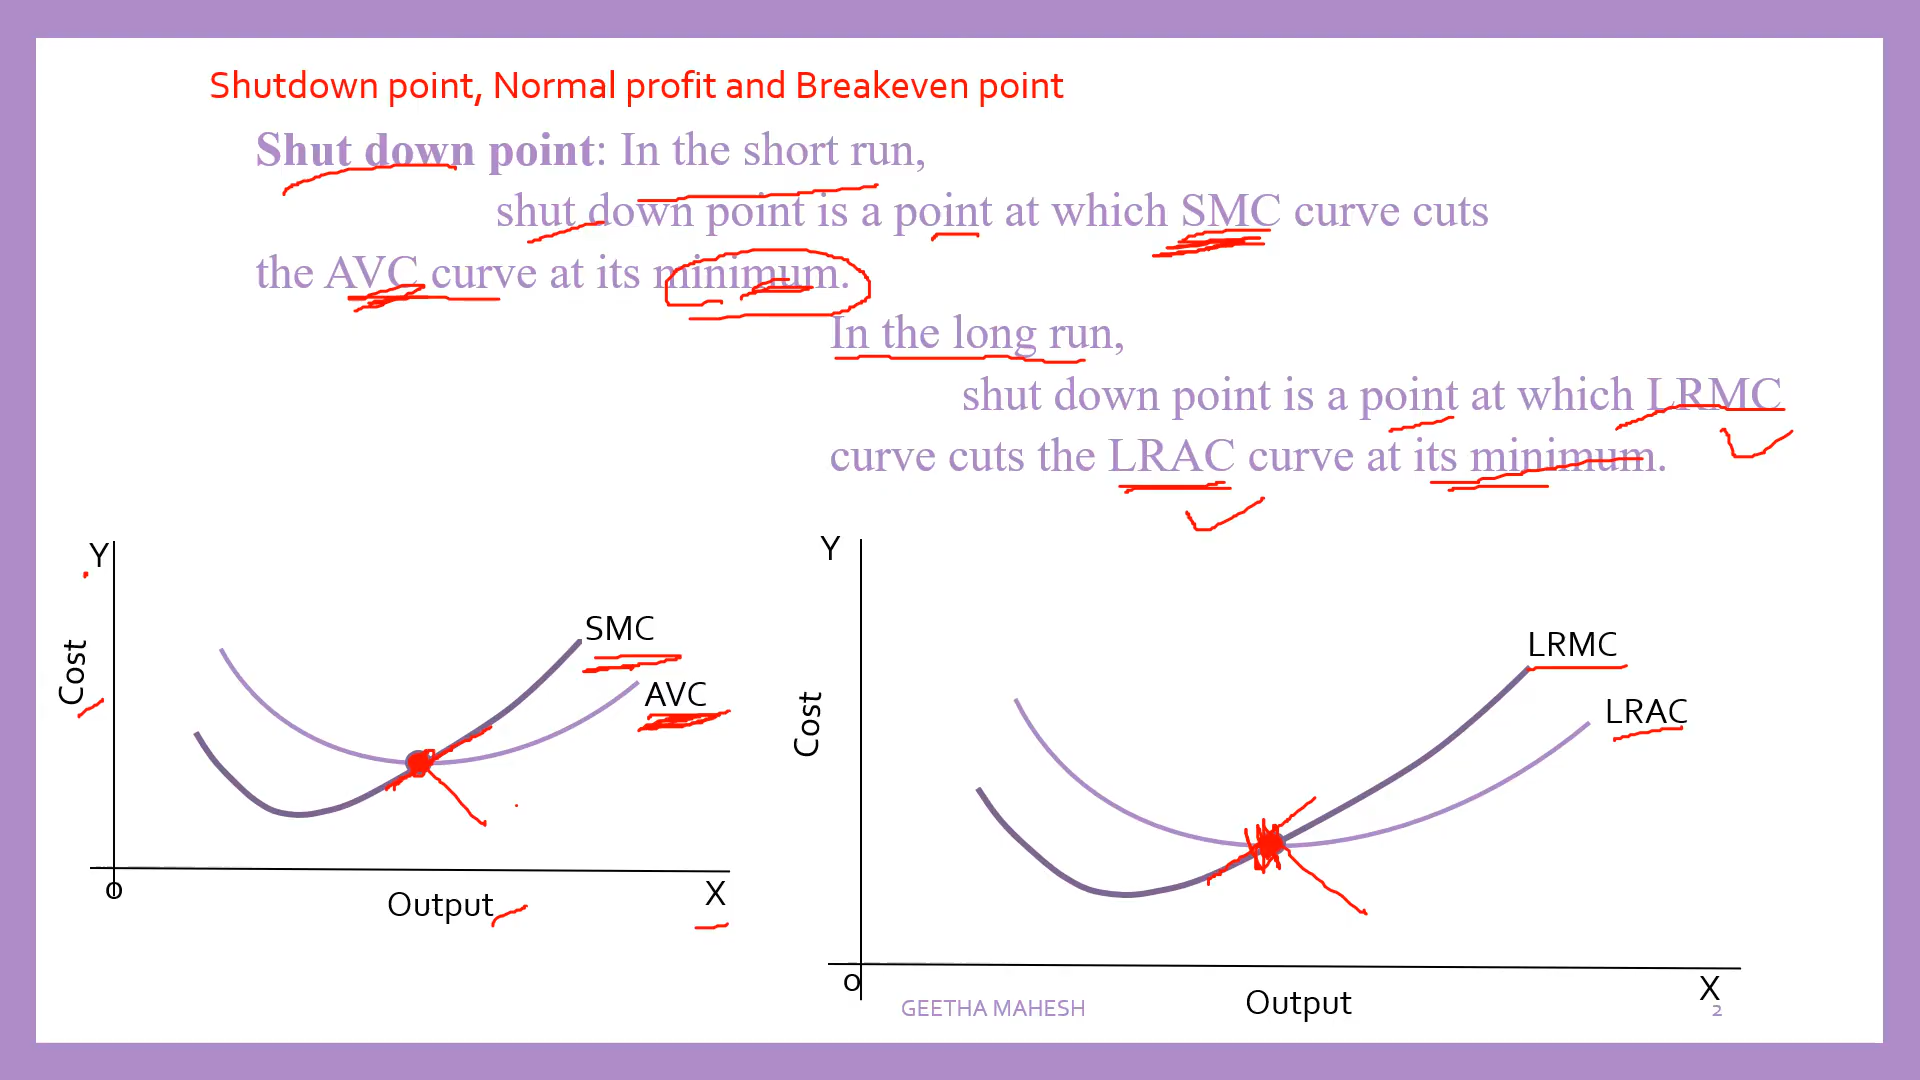 Shutdown point, Normal profit and Breakeven point
Shut down point: In the short run,
shut down point is a point at which SMC curve cuts
the AVC curve at its minimum.
In the long run,
shut down point is a point at which LRMC
curve cuts the LRAC curve at its minimum.
Y
Cost
SMC
AVC
0
Output
X
Y
Cost
LRMC
LRAC
0
Output
X
GEETHA MAHESH
2